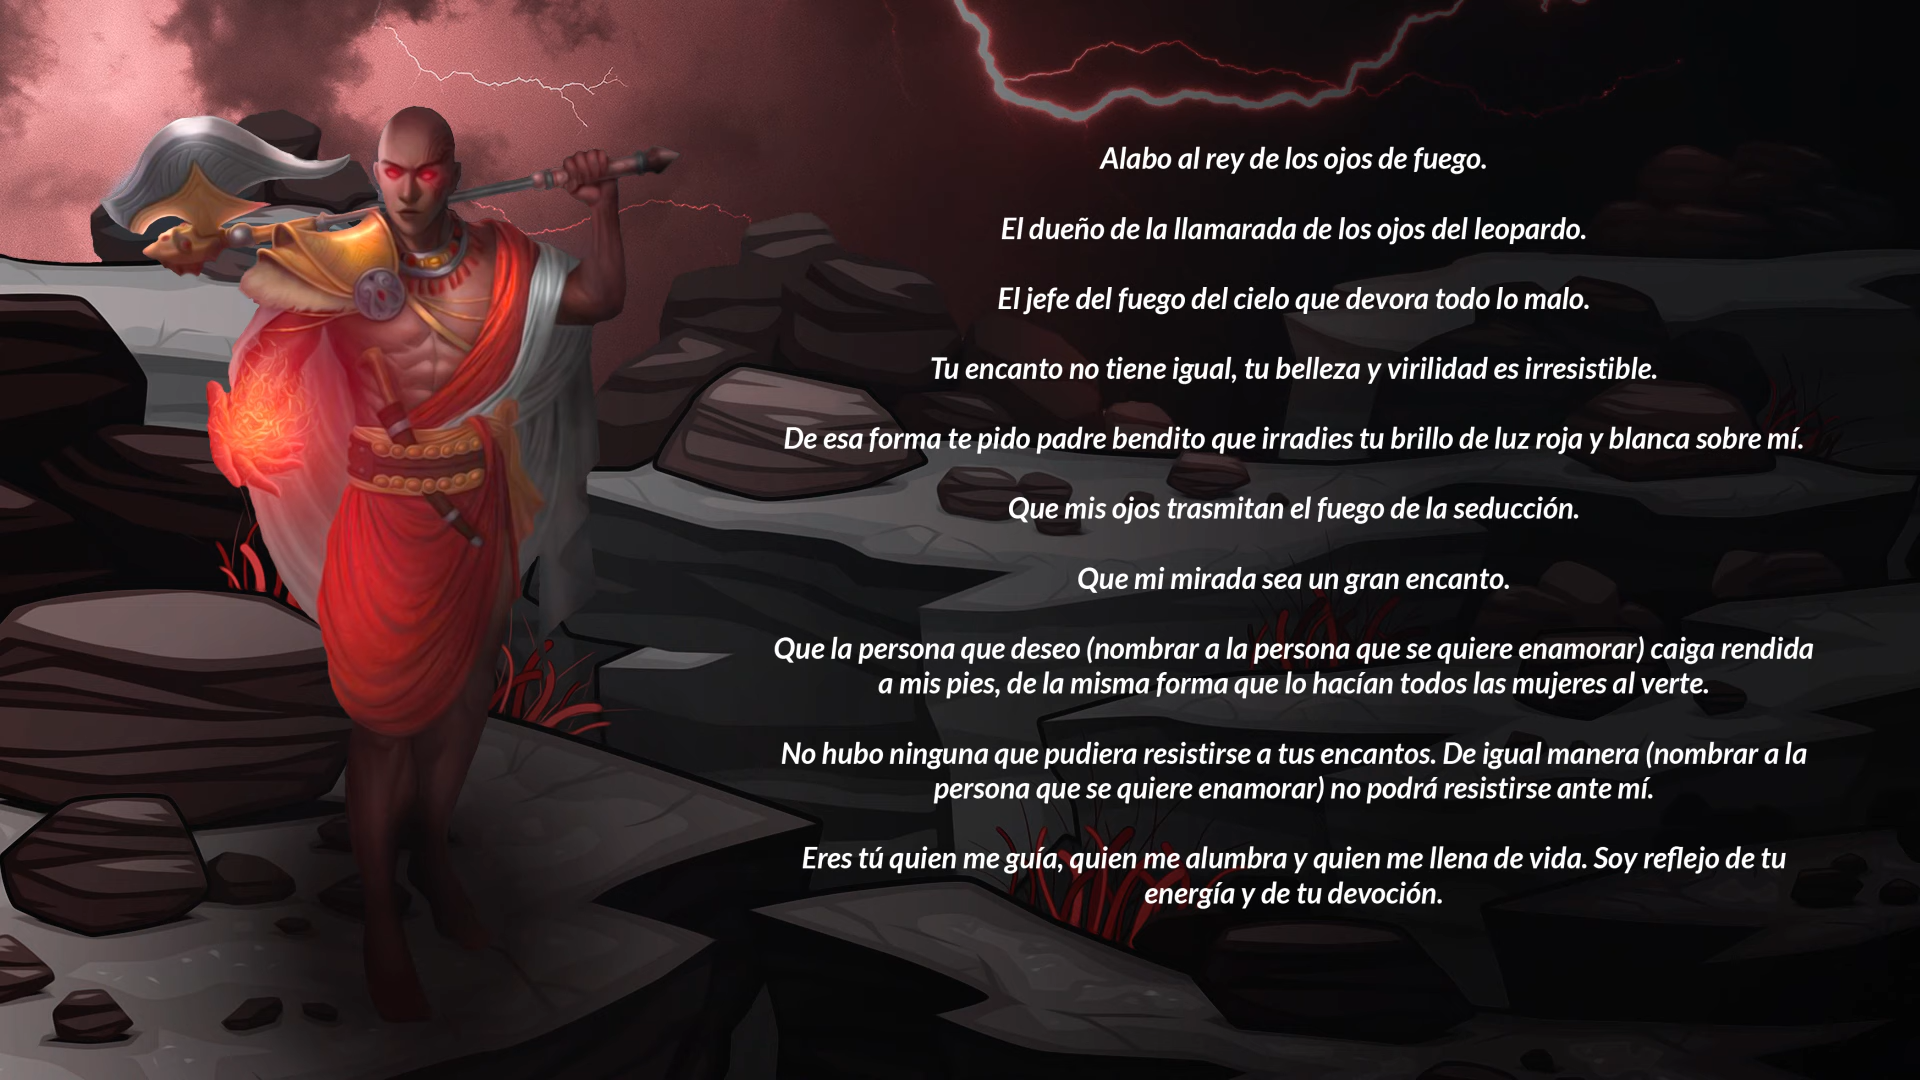 Alabo al rey de los ojos de fuego.
El dueño de la llamarada de los ojos del leopardo.
El jefe del fuego del cielo que devora todo lo malo.
Tu encanto no tiene igual, tu belleza y virilidad es irresistible.
De esa forma te pido padre bendito que irradies tu brillo de luz roja y blanca sobre mí.
Que mis ojos trasmitan el fuego de la seducción.
Que mi mirada sea un gran encanto.
Que la persona que deseo (nombrar a la persona que se quiere enamorar) caiga rendida
a mis pies, de la misma forma que lo hacían todos las mujeres al verte.
No hubo ninguna que pudiera resistirse a tus encantos. De igual manera (nombrar a la
persona que se quiere enamorar) no podrá resistirse ante mí.
Eres tú quien me guía, quien me alumbra y quien me llena de vida. Soy reflejo de tu
energía y de tu devoción.